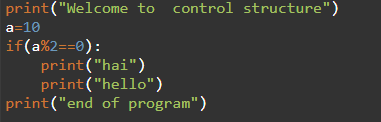 print("Welcome to  control structure")
a=10
if(a%2==0):
    print("hai")
    print("hello")
print("end of program")